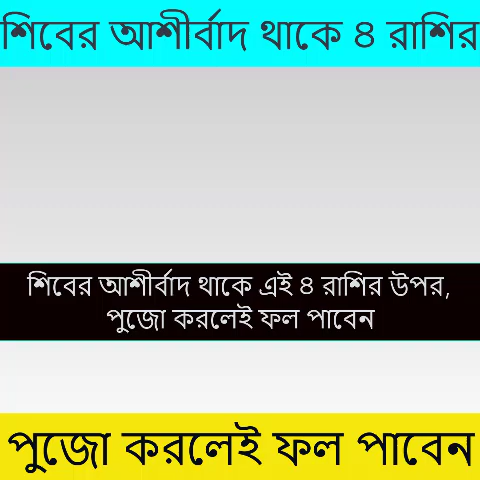 শিবের আশীর্বাদ থাকে ৪ রাশির
শিবের আশীর্বাদ থাকে এই ৪ রাশির উপর,
পুজো করলেই ফল পাবেন
পুজো করলেই ফল পাবেন